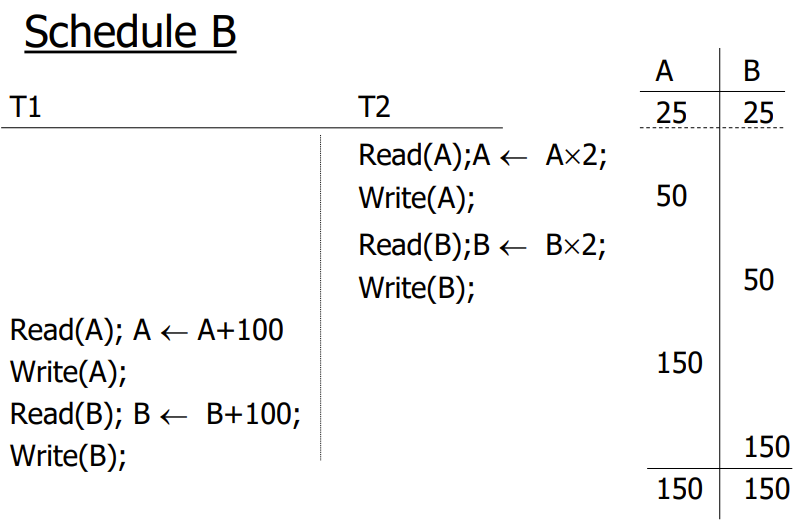 Schedule B
A B
T1 T2 25 25
Read(A);A ← A×2;
Write(A); 50
Read(B);B ← B×2;
Write(B); 50
Read(A); A ← A+100
Write(A); 150
Read(B); B ← B+100;
Write(B); 150
150 150